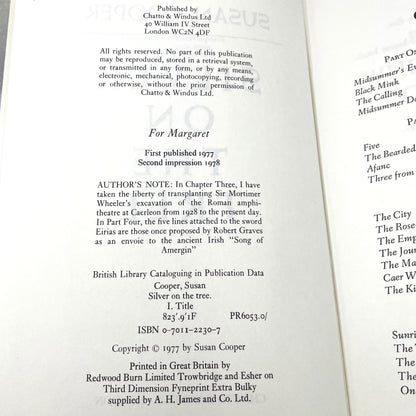 Published by
Chatto & Windus Ltd
40 William IV Street
London WC2N 4DF
All rights reserved. No part of this publication
may be reproduced, stored in a retrieval system,
or transmitted in any form, or by any means,
electronic, mechanical, photocopying, recording
or otherwise, without the prior permission of
Chatto & Windus Ltd.
For Margaret
First published 1977
Second impression 1978
AUTHOR'S NOTE: In Chapter Three, I have
taken the liberty of transplanting Sir Mortimer
Wheeler's excavation of the Roman amphi-
theatre at Caerleon from 1928 to the present day.
In Part Four, the five lines attached to the sword
Eirias are those once proposed by Robert Graves
as an envoie to the ancient Irish "Song of
Amergin"
British Library Cataloguing in Publication Data
Cooper, Susan
Silver on the tree.
I. Title
823'.9'1F PR6053.0/
ISBN 0-7011-2230-7
Copyright © 1977 by Susan Cooper
Printed in Great Britain by
Redwood Burn Limited Trowbridge and Esher on
Third Dimension Fyneprint Extra Bulky
supplied by A. H. James and Co. Ltd
PART
Midsummer's
Black Mink
The Calling
Midsummer
Five
The Bearded
Afanc
Three from
The City
The Rose
The
The
The
Caer
The
The
The
The